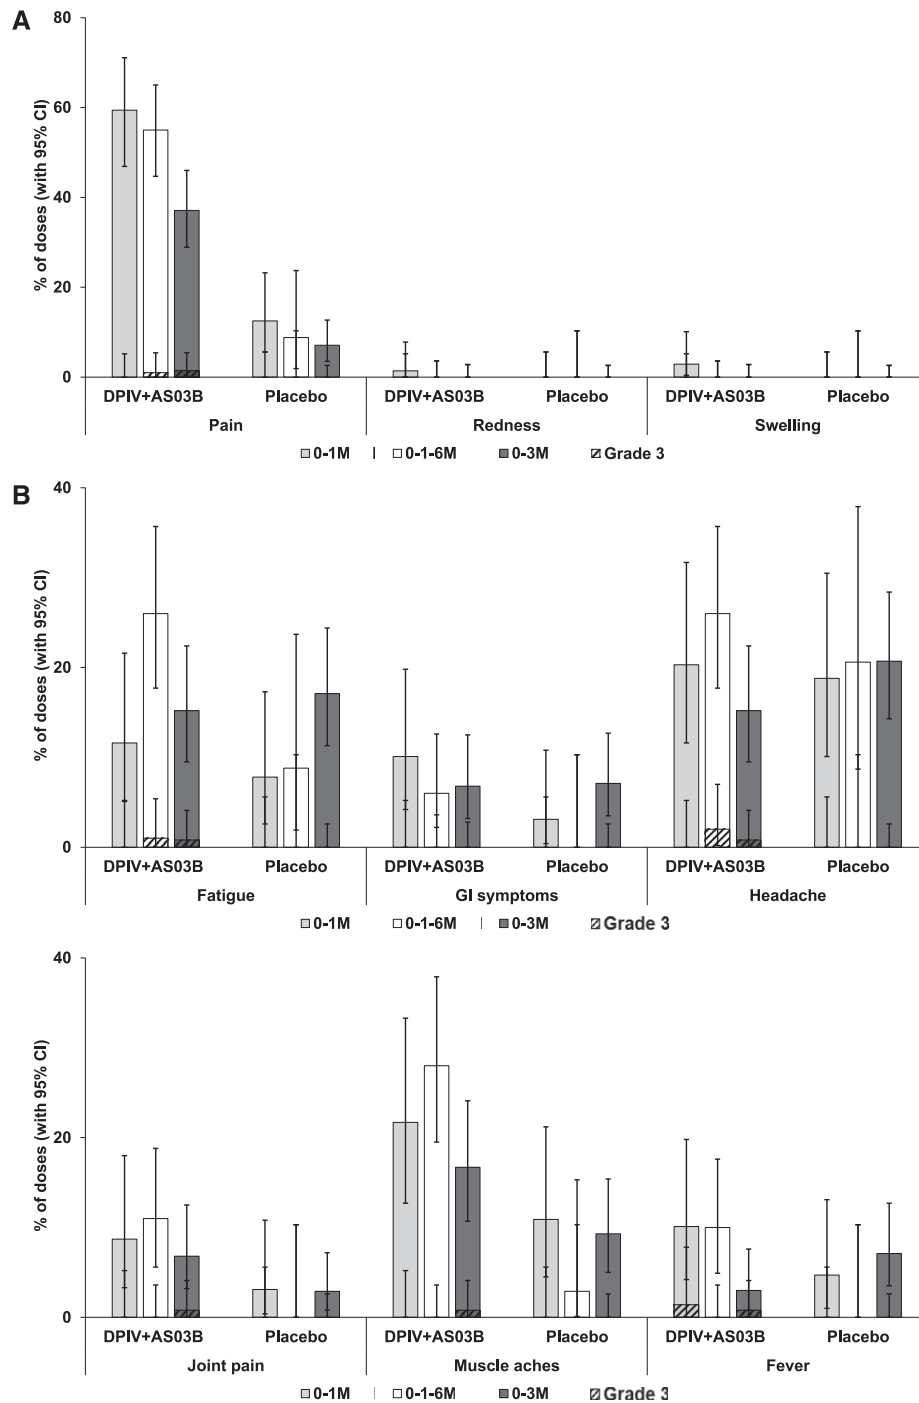 A
% of doses (with 95% CI)
80
60
40
20
0
DPIV+AS03B Placebo DPIV+AS03B Placebo DPIV+AS03B Placebo
Pain Redness Swelling
0-1M 0-1-6M 0-3M Grade 3
B
% of doses (with 95% CI)
40
20
0
DPIV+AS03B Placebo DPIV+AS03B Placebo DPIV+AS03B Placebo
Fatigue GI symptoms Headache
0-1M 0-1-6M 0-3M Grade 3
% of doses (with 95% CI)
40
20
0
DPIV+AS03B Placebo DPIV+AS03B Placebo DPIV+AS03B Placebo
Joint pain Muscle aches Fever
0-1M 0-1-6M 0-3M Grade 3